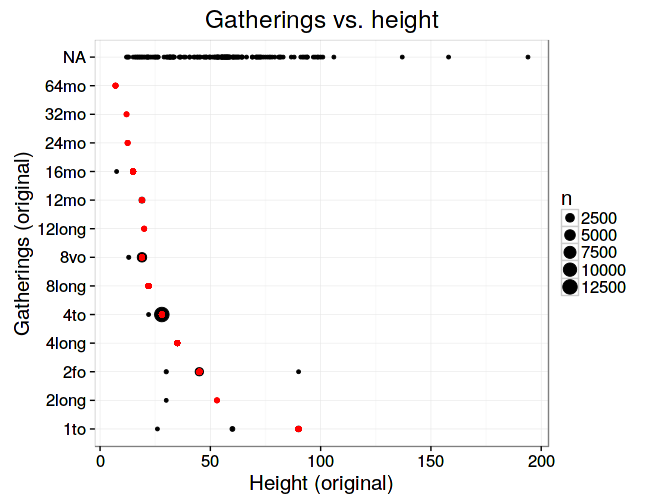 Gatherings vs. height
Gatherings (original)
NA
64mo
32mo
24mo
16mo
12mo
12long
8vo
8long
4to
4long
2fo
2long
1to
0 50 100 150 200
Height (original)
n
2500
5000
7500
10000
12500